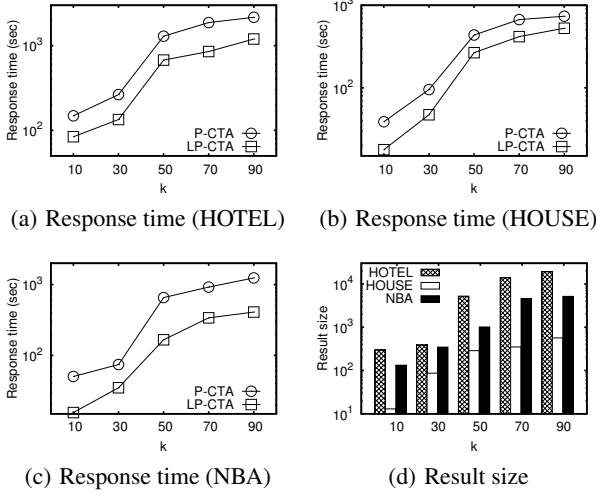 10³
10²
Response time (sec)
P-CTA
LP-CTA
10 30 50 70 90
k
(a) Response time (HOTEL)
10³
10²
Response time (sec)
P-CTA
LP-CTA
10 30 50 70 90
k
(b) Response time (HOUSE)
10³
10²
Response time (sec)
P-CTA
LP-CTA
10 30 50 70 90
k
(c) Response time (NBA)
10⁴
10³
10²
10¹
Result size
HOTEL
HOUSE
NBA
10 30 50 70 90
k
(d) Result size